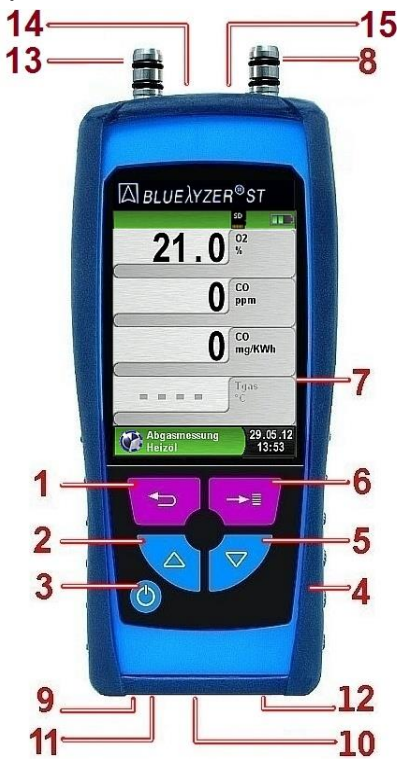 14
15
13
8
BLUEλYZER®ST
SD
21.0 O2 %
0 CO ppm
0 CO mg/KWh
---- Tgas °C
7
Abgasmessung 29.05.12
Heizöl 13:53
1
6
2
5
3
4
9
12
11
10